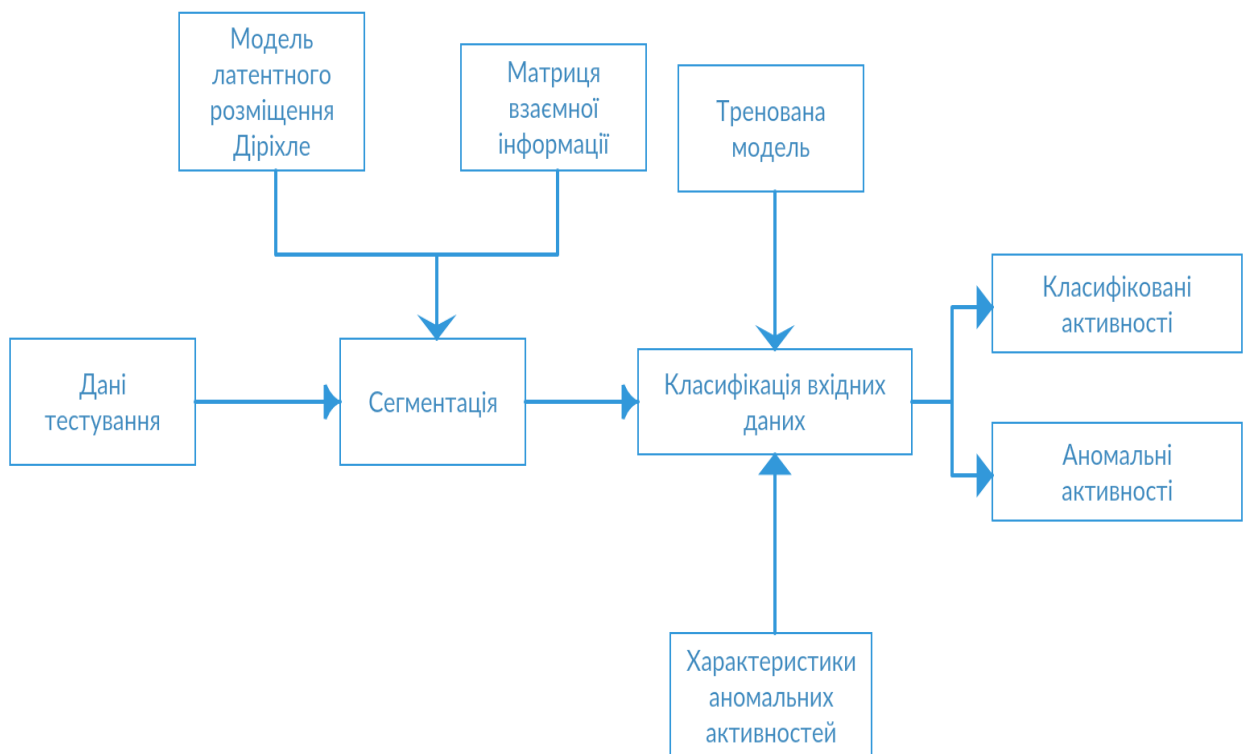 Модель
латентного
розміщення
Діріхле
Матриця
взаємної
інформації
Тренована
модель
Класифіковані
активності
Дані
тестування
Сегментація
Класифікація вхідних
даних
Аномальні
активності
Характеристики
аномальних
активностей